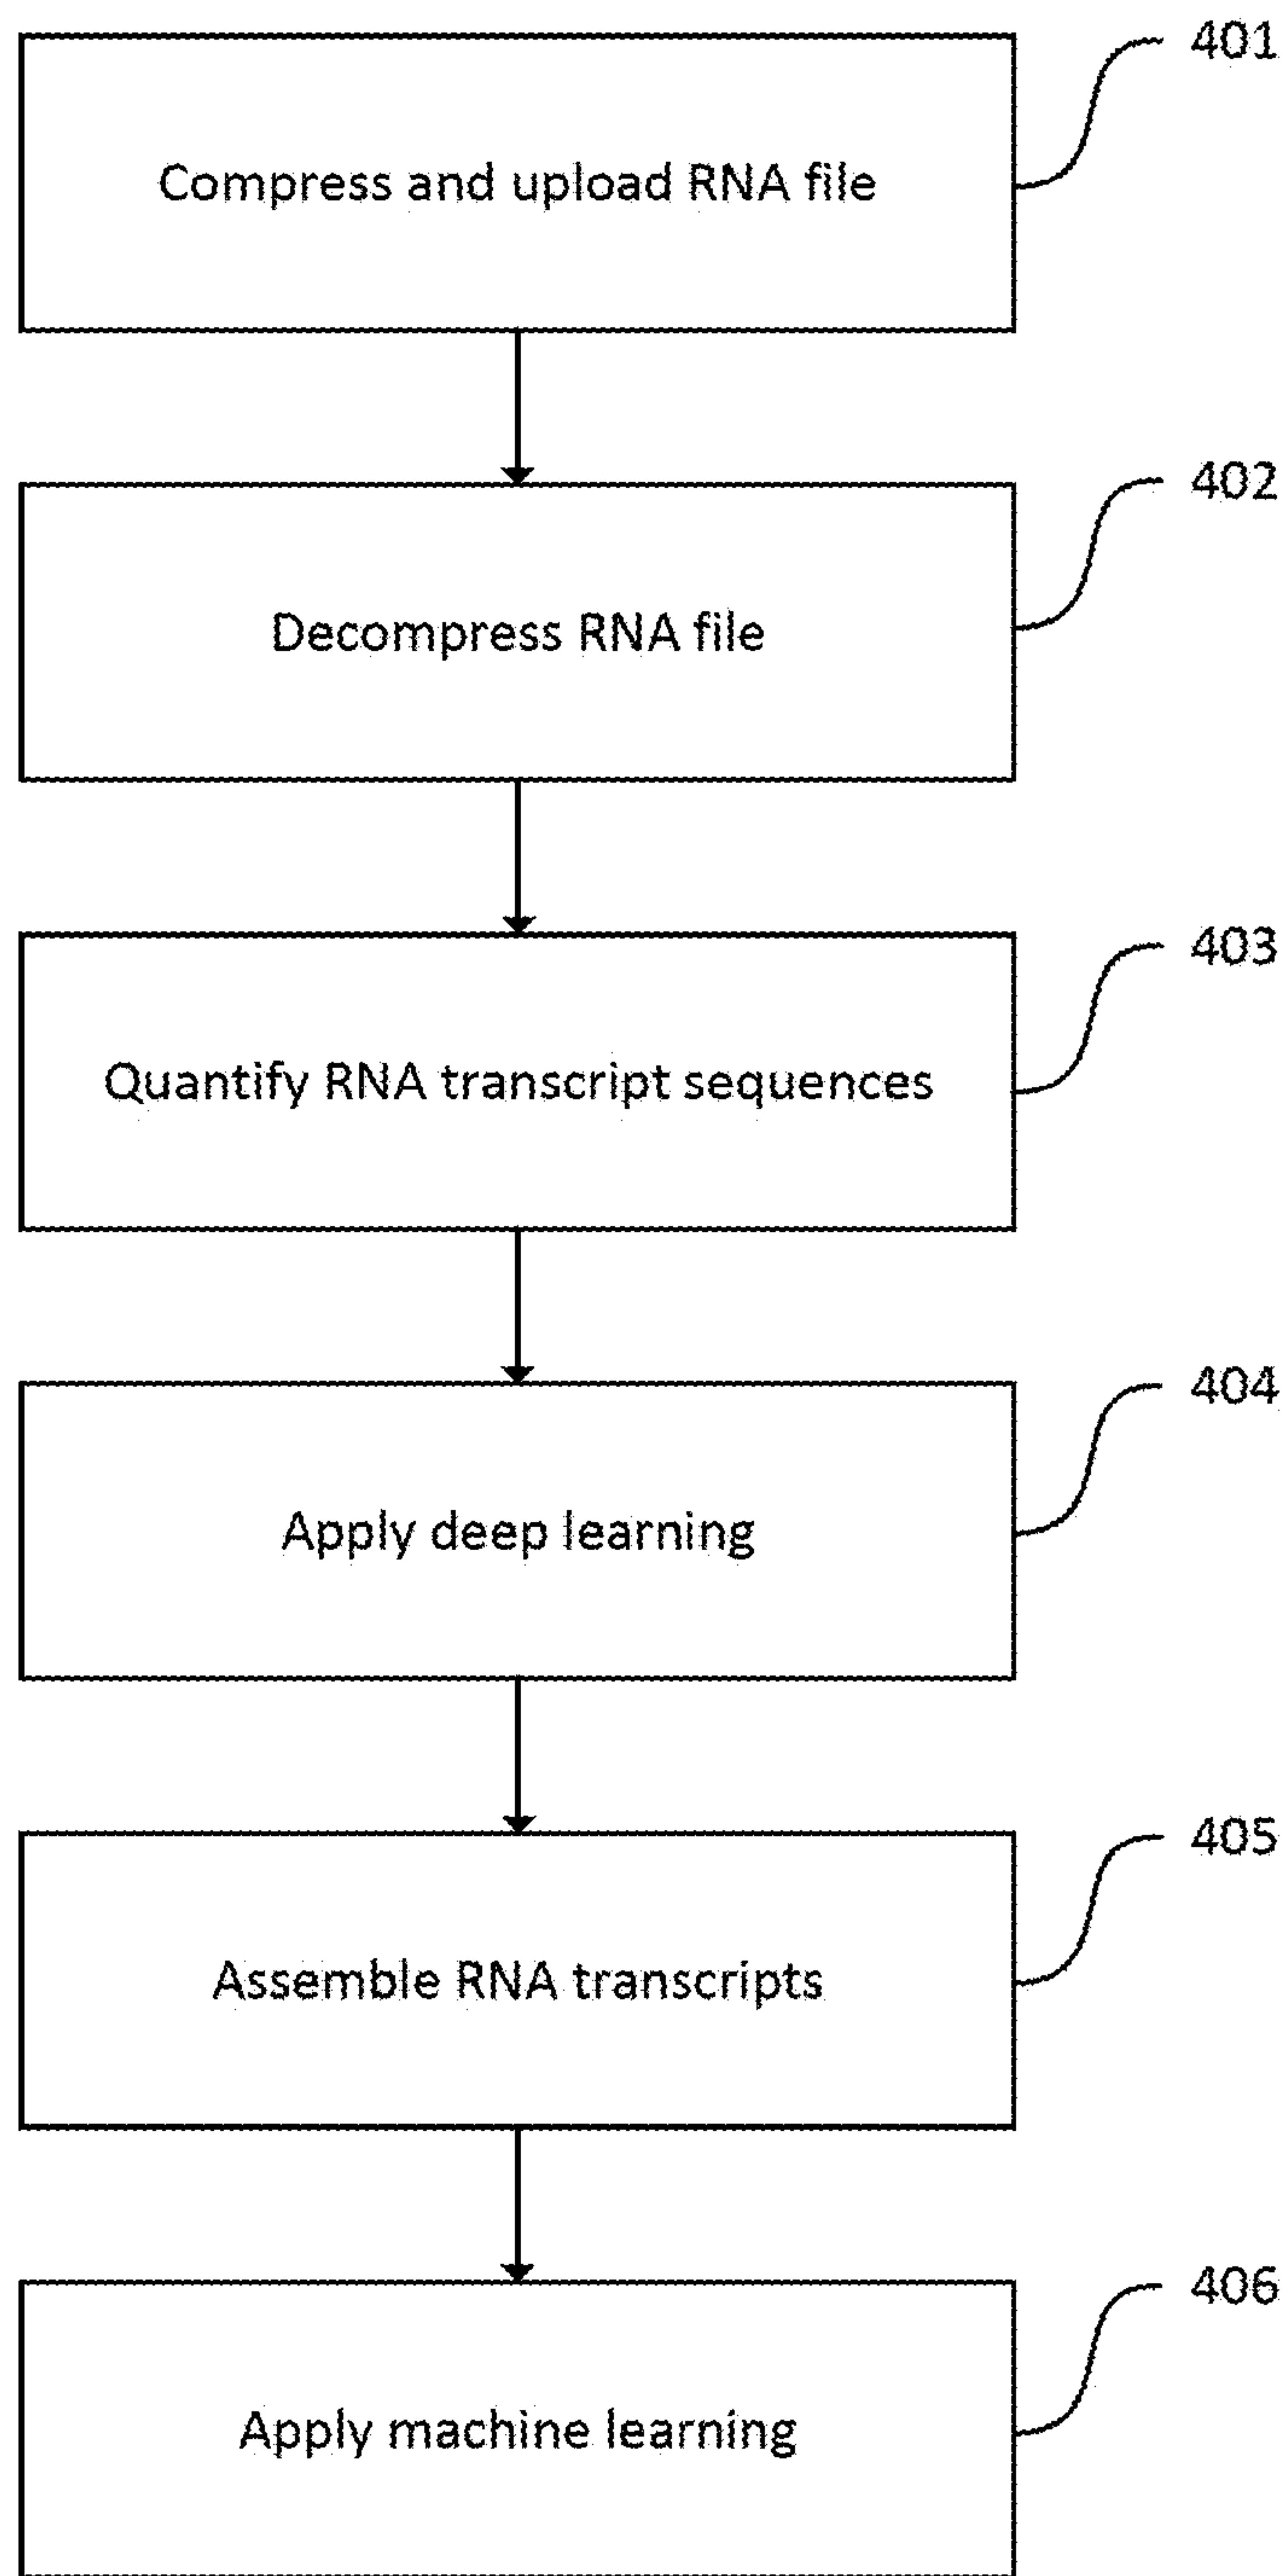 401
Compress and upload RNA file
402
Decompress RNA file
403
Quantify RNA transcript sequences
404
Apply deep learning
405
Assemble RNA transcripts
406
Apply machine learning